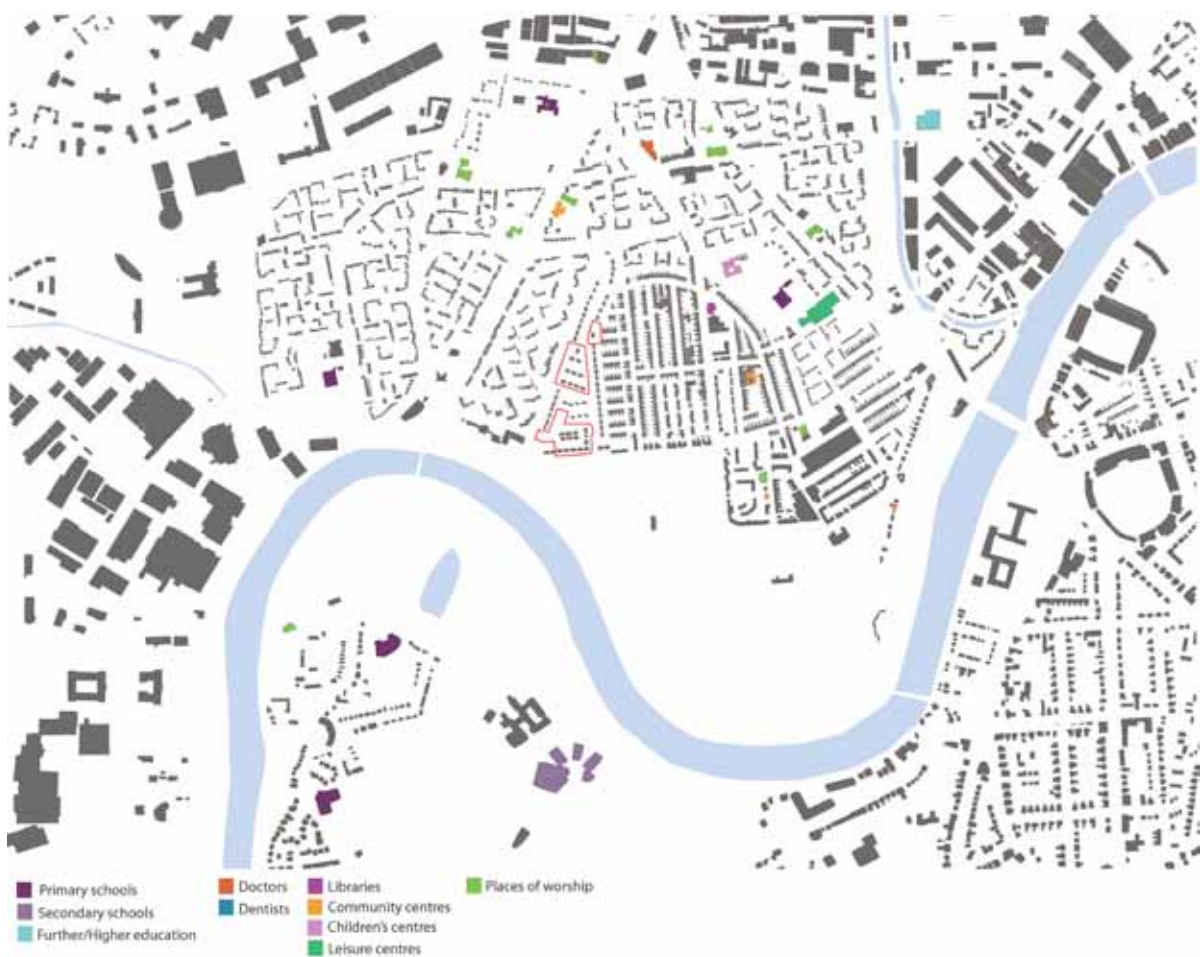 Primary schools
Secondary schools
Further/Higher education
Doctors
Dentists
Libraries
Community centres
Children's centres
Leisure centres
Places of worship